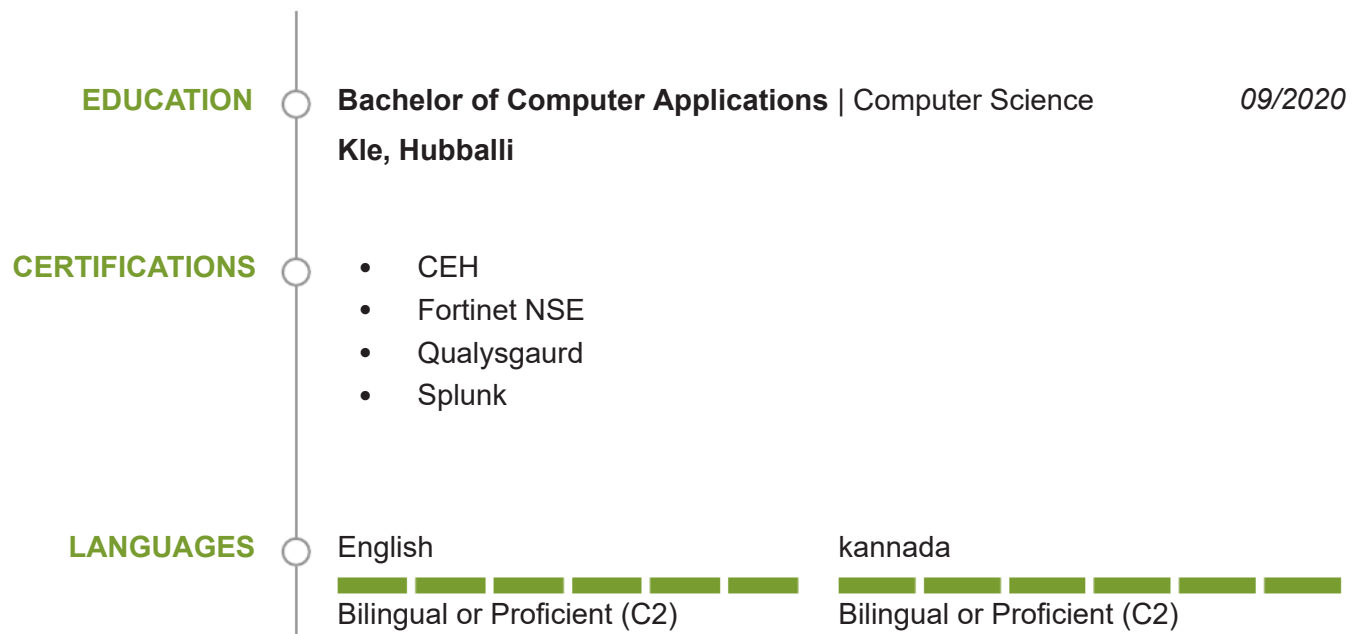 EDUCATION Bachelor of Computer Applications | Computer Science 09/2020
Kle, Hubballi
CERTIFICATIONS • CEH
• Fortinet NSE
• Qualysgaurd
• Splunk
LANGUAGES English kannada
Bilingual or Proficient (C2) Bilingual or Proficient (C2)